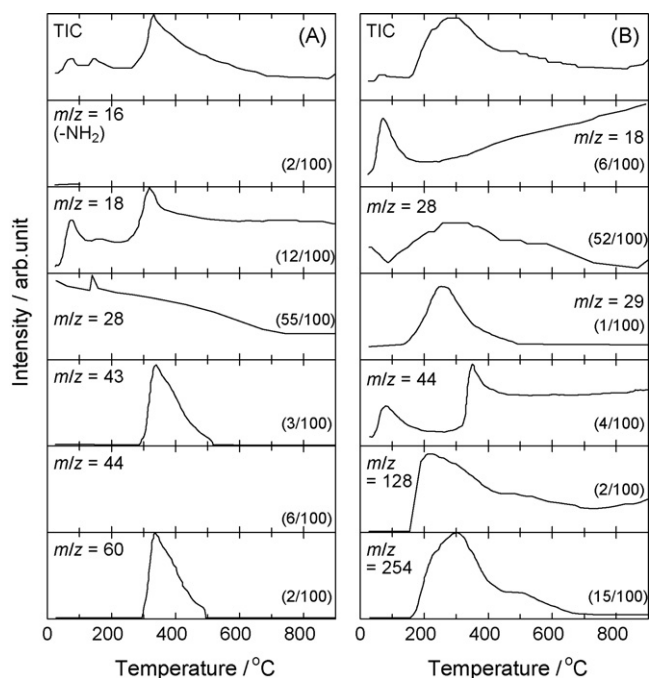 TIC
(A)
m/z = 16
(-NH2)
(2/100)
m/z = 18
(12/100)
m/z = 28
(55/100)
m/z = 43
(3/100)
m/z = 44
(6/100)
m/z = 60
(2/100)
0 200 400 600 800
Temperature / °C
Intensity / arb.unit
TIC
(B)
m/z = 18
(6/100)
m/z = 28
(52/100)
m/z = 29
(1/100)
m/z = 44
(4/100)
m/z
= 128
(2/100)
m/z
= 254
(15/100)
0 200 400 600 800
Temperature / °C